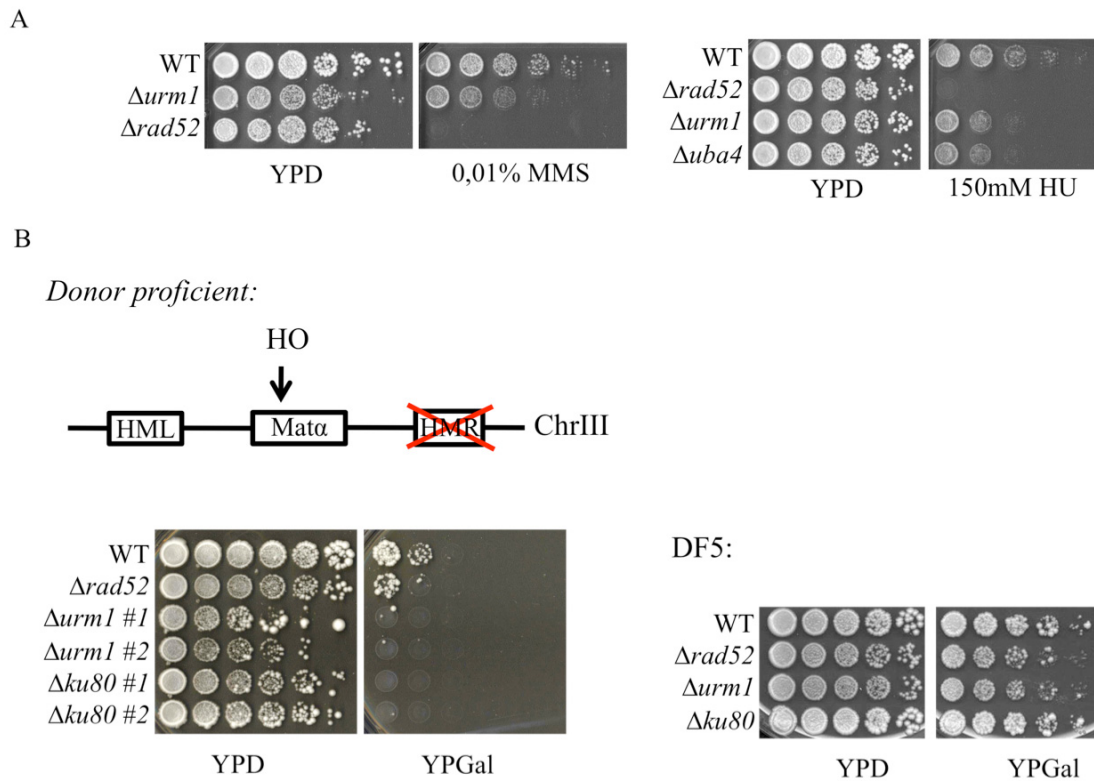 A
WT
Δurm1
Δrad52
YPD
0,01% MMS
WT
Δrad52
Δurm1
Δuba4
YPD
150mM HU
B
Donor proficient:
HO
HML
Matα
HMR
ChrIII
WT
Δrad52
Δurm1 #1
Δurm1 #2
Δku80 #1
Δku80 #2
YPD
YPGal
DF5:
WT
Δrad52
Δurm1
Δku80
YPD
YPGal